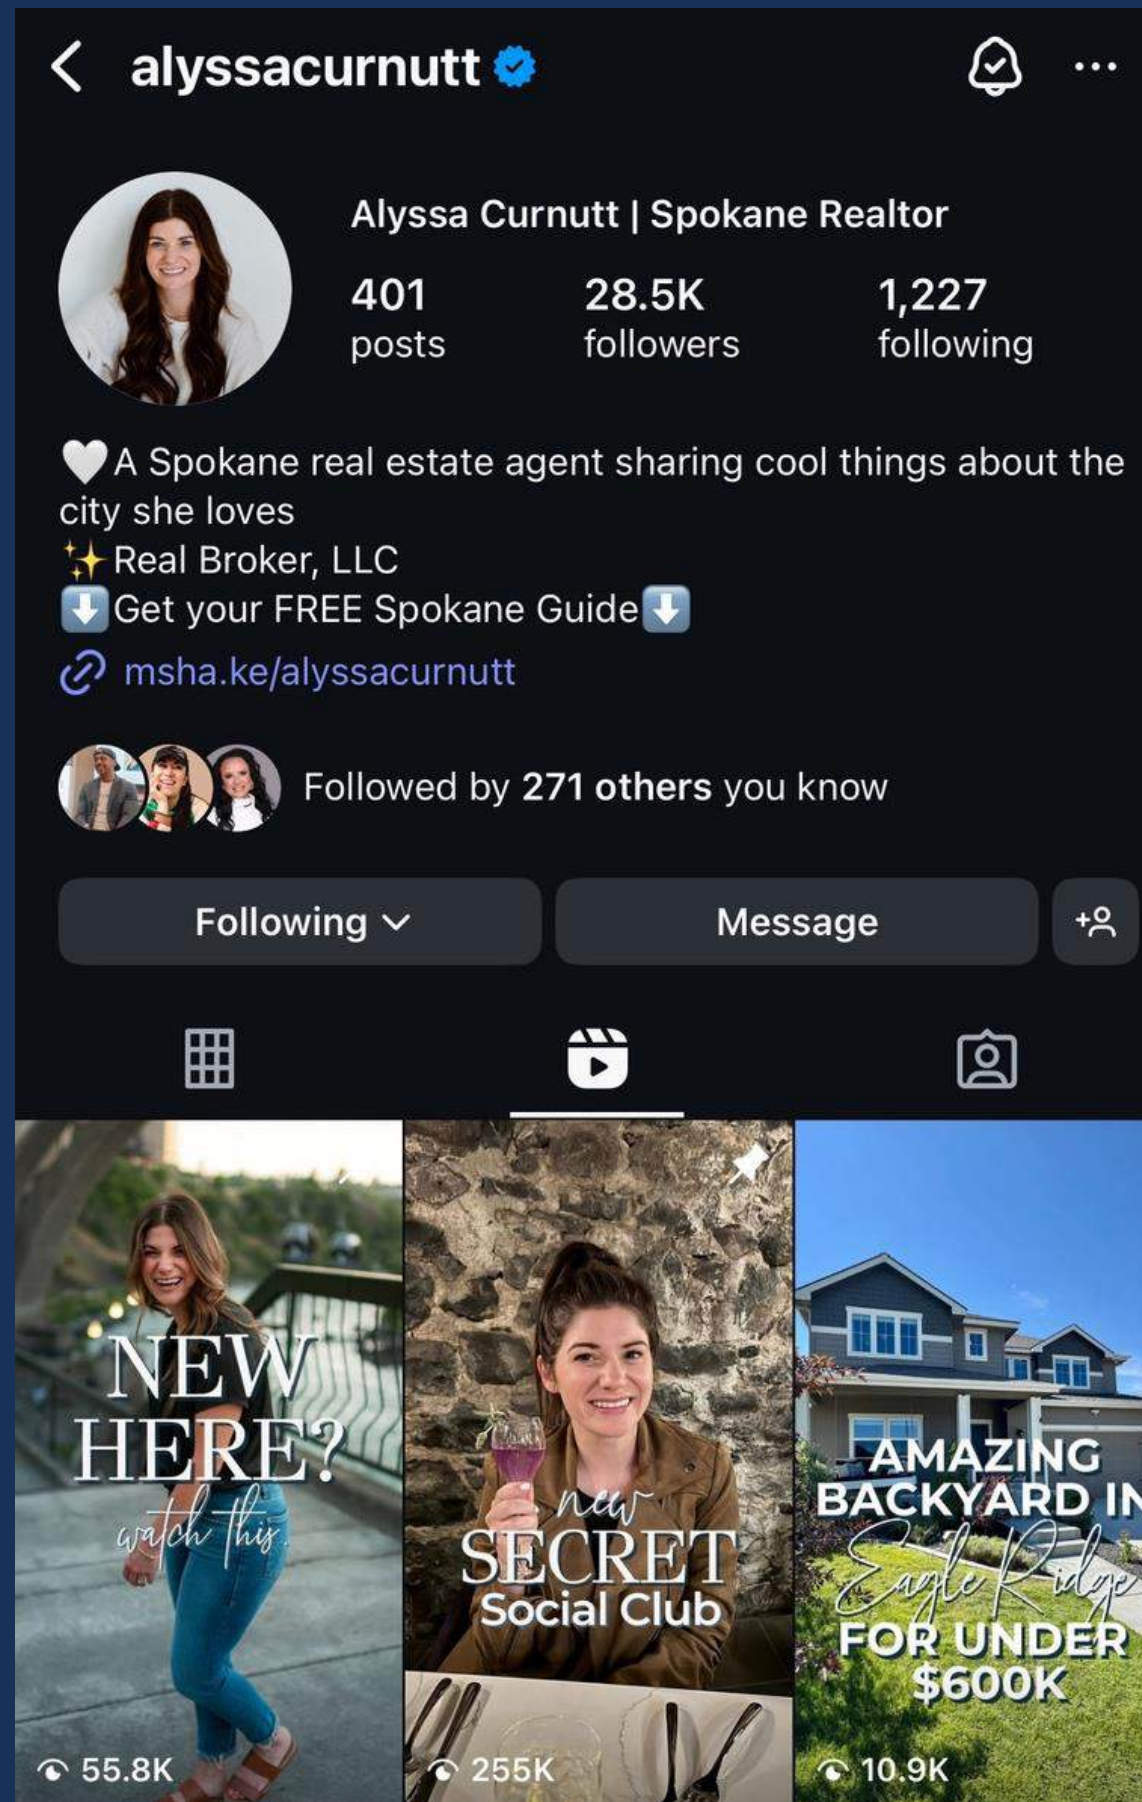 alyssacurnutt
Alyssa Curnutt | Spokane Realtor
401 28.5K 1,227
posts followers following
🤍A Spokane real estate agent sharing cool things about the
city she loves
✨Real Broker, LLC
⬇️Get your FREE Spokane Guide⬇️
msha.ke/alyssacurnutt
Followed by 271 others you know
Following Message
NEW
HERE?
watch this.
55.8K
new
SECRET
Social Club
255K
AMAZING
BACKYARD IN
Eagle Ridge
FOR UNDER
$600K
10.9K